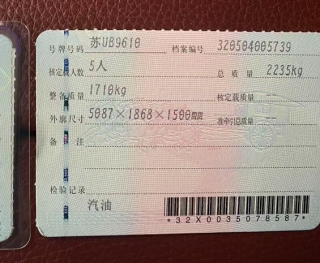 号牌号码 苏UB9610 档案编号 320504005739
核定载人数 5人 总质量 2235kg
整备质量 1710kg 核定载质量 --
外廓尺寸 5087×1868×1500mm 准牵引总质量 --
备注
检验记录
汽油 *32X0035078587*